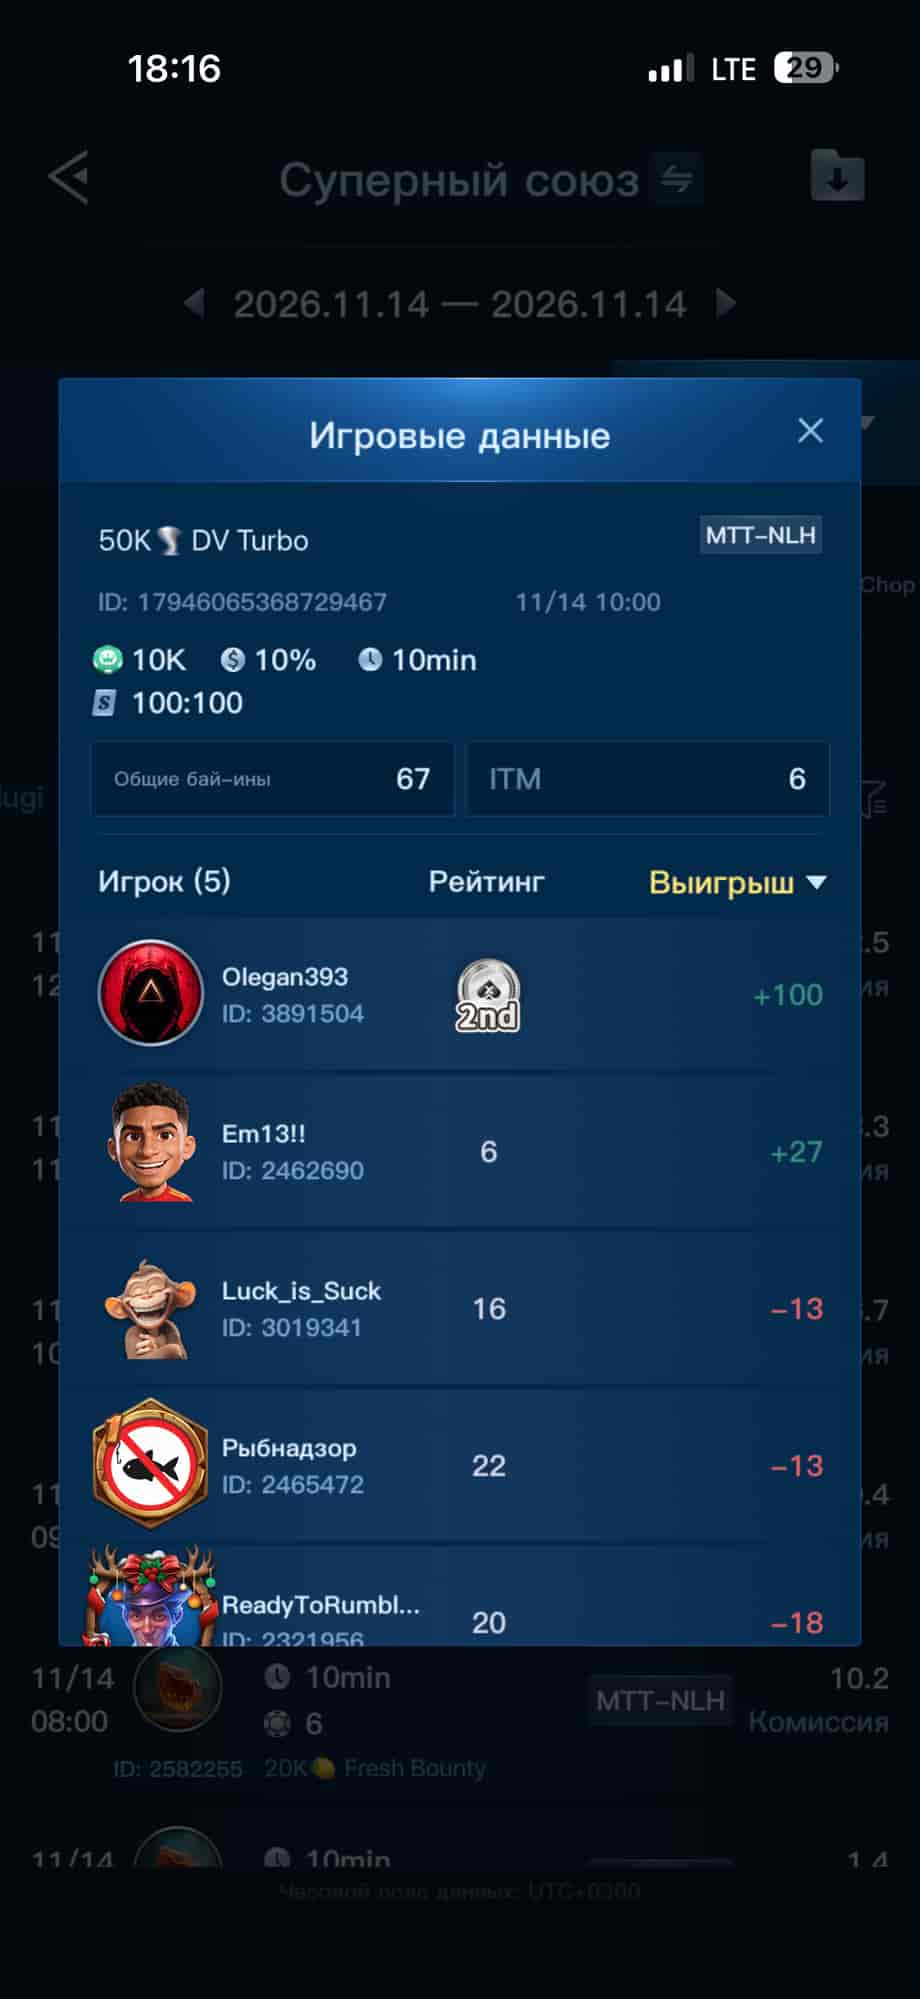 18:16 LTE 29
Суперный союз
2026.11.14 — 2026.11.14
Игровые данные
50K DV Turbo MTT-NLH
ID: 17946065368729467 11/14 10:00
Chop
10K 10% 10min
100:100
Общие бай-ины 67 ITM 6
lugi
Игрок (5) Рейтинг Выигрыш
Olegan393
ID: 3891504 2nd +100
Em13!!
ID: 2462690 6 +27
Luck_is_Suck
ID: 3019341 16 -13
Рыбнадзор
ID: 2465472 22 -13
ReadyToRumbl...
ID: 2321956 20 -18
11/14 10min 10.2
08:00 6 MTT-NLH Комиссия
ID: 2582255 20K Fresh Bounty
11/14 10min 1.4
Часовой пояс данных: UTC+0300